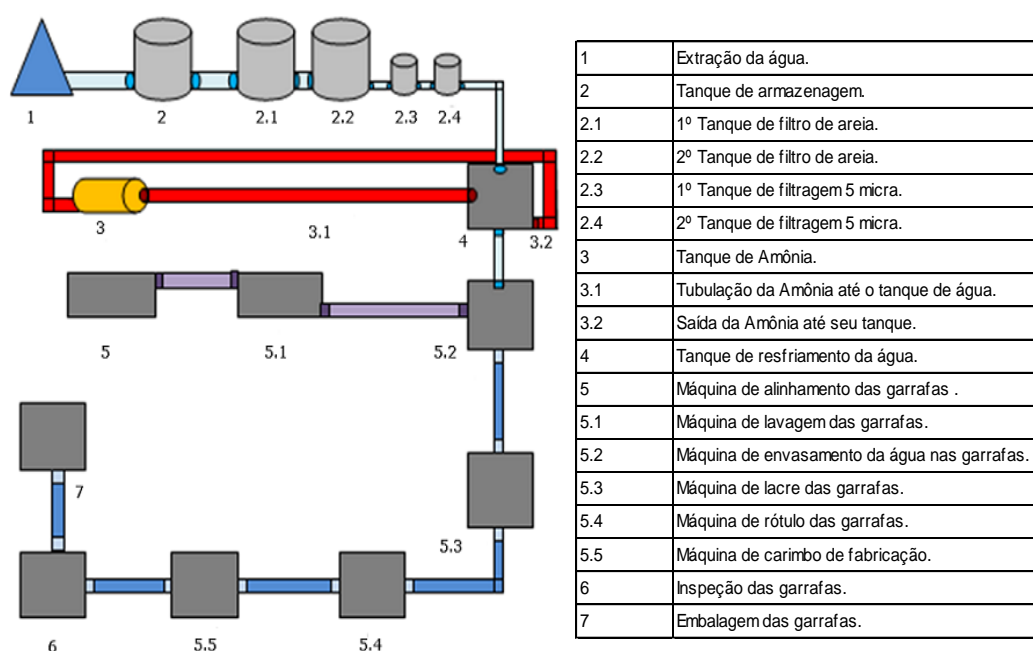 1
2
2.1
2.2
2.3
2.4
3
3.1
4
3.2
5
5.1
5.2
7
5.3
6
5.5
5.4
1 Extração da água.
2 Tanque de armazenagem.
2.1 1º Tanque de filtro de areia.
2.2 2º Tanque de filtro de areia.
2.3 1º Tanque de filtragem 5 micra.
2.4 2º Tanque de filtragem 5 micra.
3 Tanque de Amônia.
3.1 Tubulação da Amônia até o tanque de água.
3.2 Saída da Amônia até seu tanque.
4 Tanque de resfriamento da água.
5 Máquina de alinhamento das garrafas .
5.1 Máquina de lavagem das garrafas.
5.2 Máquina de envasamento da água nas garrafas.
5.3 Máquina de lacre das garrafas.
5.4 Máquina de rótulo das garrafas.
5.5 Máquina de carimbo de fabricação.
6 Inspeção das garrafas.
7 Embalagem das garrafas.